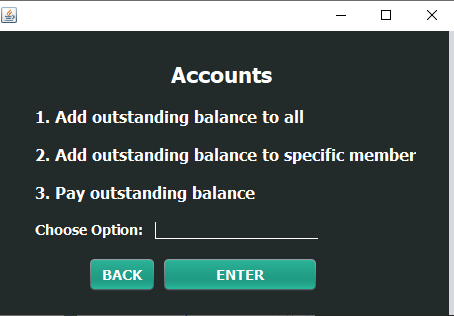 Accounts
1. Add outstanding balance to all
2. Add outstanding balance to specific member
3. Pay outstanding balance
Choose Option:
BACK ENTER